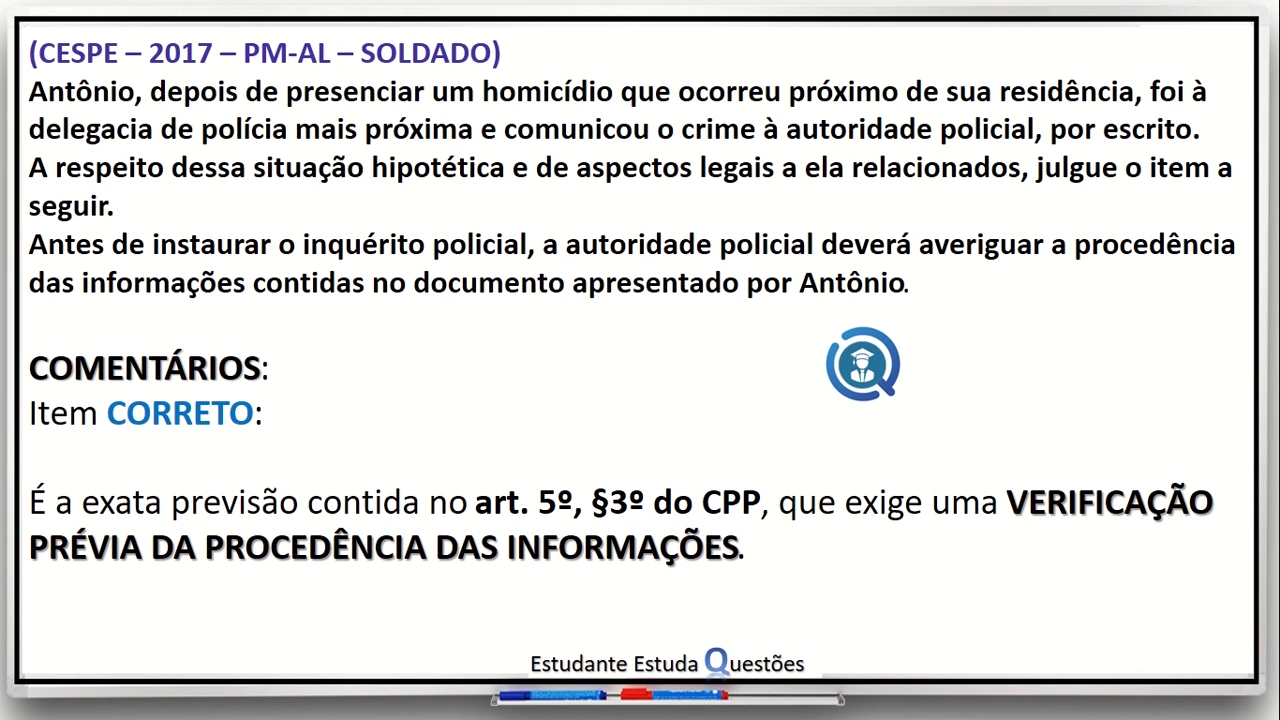 (CESPE – 2017 – PM-AL – SOLDADO)
Antônio, depois de presenciar um homicídio que ocorreu próximo de sua residência, foi à
delegacia de polícia mais próxima e comunicou o crime à autoridade policial, por escrito.
A respeito dessa situação hipotética e de aspectos legais a ela relacionados, julgue o item a
seguir.
Antes de instaurar o inquérito policial, a autoridade policial deverá averiguar a procedência
das informações contidas no documento apresentado por Antônio.
COMENTÁRIOS:
Item CORRETO:
É a exata previsão contida no art. 5º, §3º do CPP, que exige uma VERIFICAÇÃO
PRÉVIA DA PROCEDÊNCIA DAS INFORMAÇÕES.
Estudante Estuda Questões